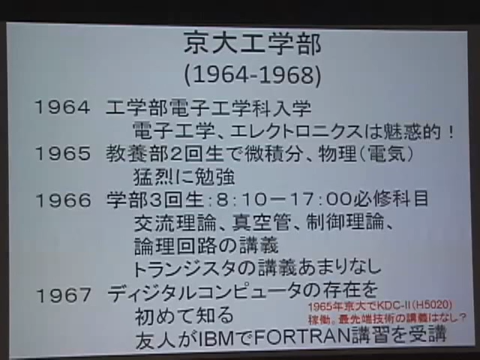 京大工学部
(1964-1968)
1964 工学部電子工学科入学
電子工学、エレクトロニクスは魅惑的！
1965 教養部２回生で微積分、物理（電気）
猛烈に勉強
1966 学部３回生：８：１０－１７：００必修科目
交流理論、真空管、制御理論、
論理回路の講義
トランジスタの講義あまりなし
1967 ディジタルコンピュータの存在を
初めて知る
1965年京大でKDC-II（H5020）
稼働。最先端技術の講義はなし？
友人がIBMでFORTRAN講習を受講